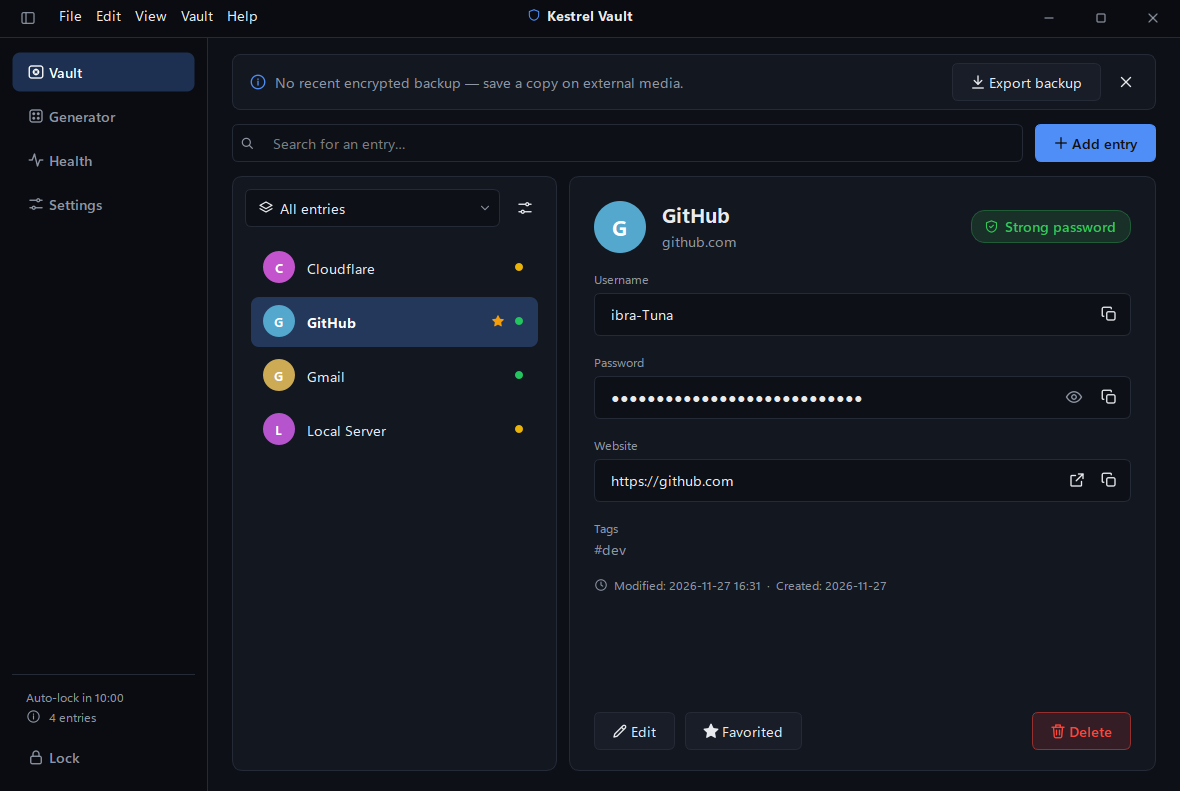 File Edit View Vault Help
Kestrel Vault
Vault
Generator
Health
Settings
Auto-lock in 10:00
4 entries
Lock
No recent encrypted backup — save a copy on external media.
Export backup
Search for an entry...
Add entry
All entries
C Cloudflare
G GitHub
G Gmail
L Local Server
G
GitHub
github.com
Strong password
Username
ibra-Tuna
Password
●●●●●●●●●●●●●●●●●●●●●●●●●●●●
Website
https://github.com
Tags
#dev
Modified: 2026-11-27 16:31 · Created: 2026-11-27
Edit
Favorited
Delete